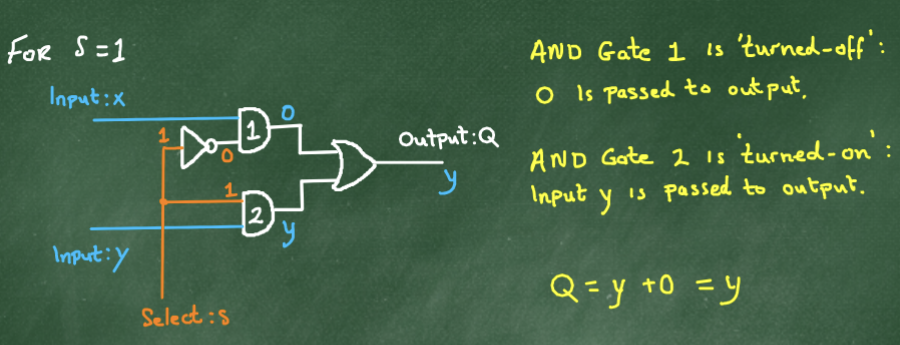 FOR S=1
Input:x
1
0
1
0
Output:Q
y
1
2
y
Input:y
Select:s
AND Gate 1 is 'turned-off':
0 Is passed to output.
AND Gate 2 is 'turned-on':
Input y is passed to output.
Q = y + 0 = y